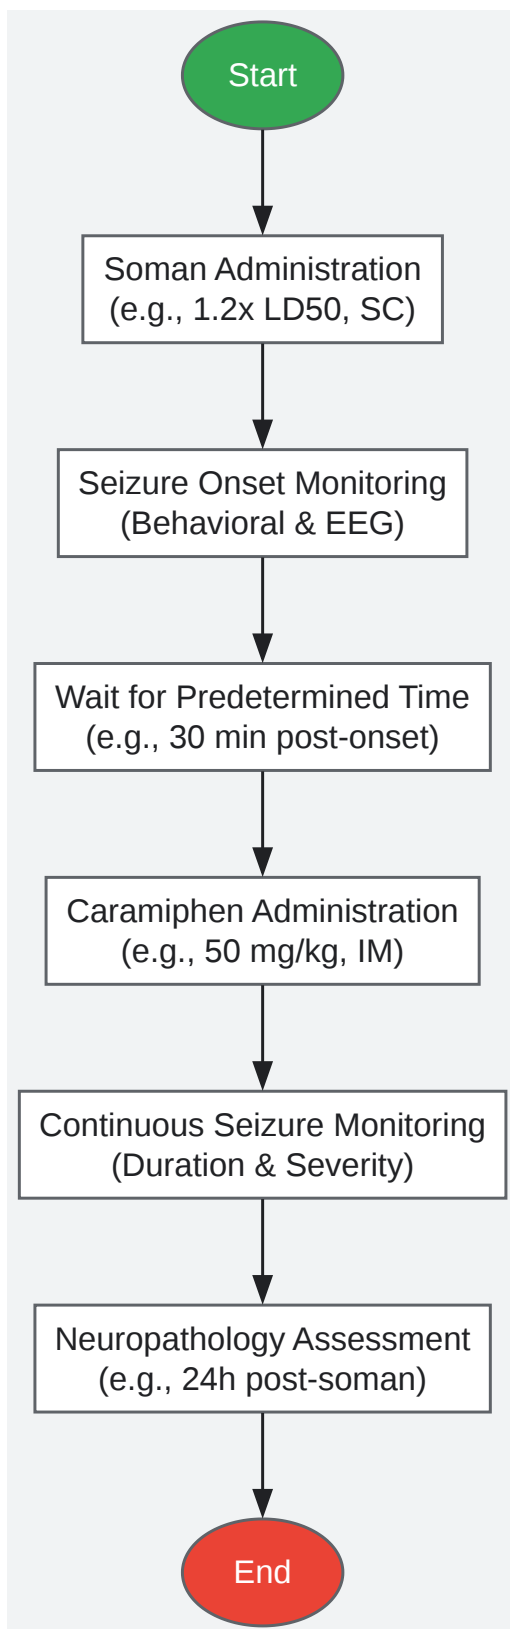 Start
Soman Administration
(e.g., 1.2x LD50, SC)
Seizure Onset Monitoring
(Behavioral & EEG)
Wait for Predetermined Time
(e.g., 30 min post-onset)
Caramiphen Administration
(e.g., 50 mg/kg, IM)
Continuous Seizure Monitoring
(Duration & Severity)
Neuropathology Assessment
(e.g., 24h post-soman)
End